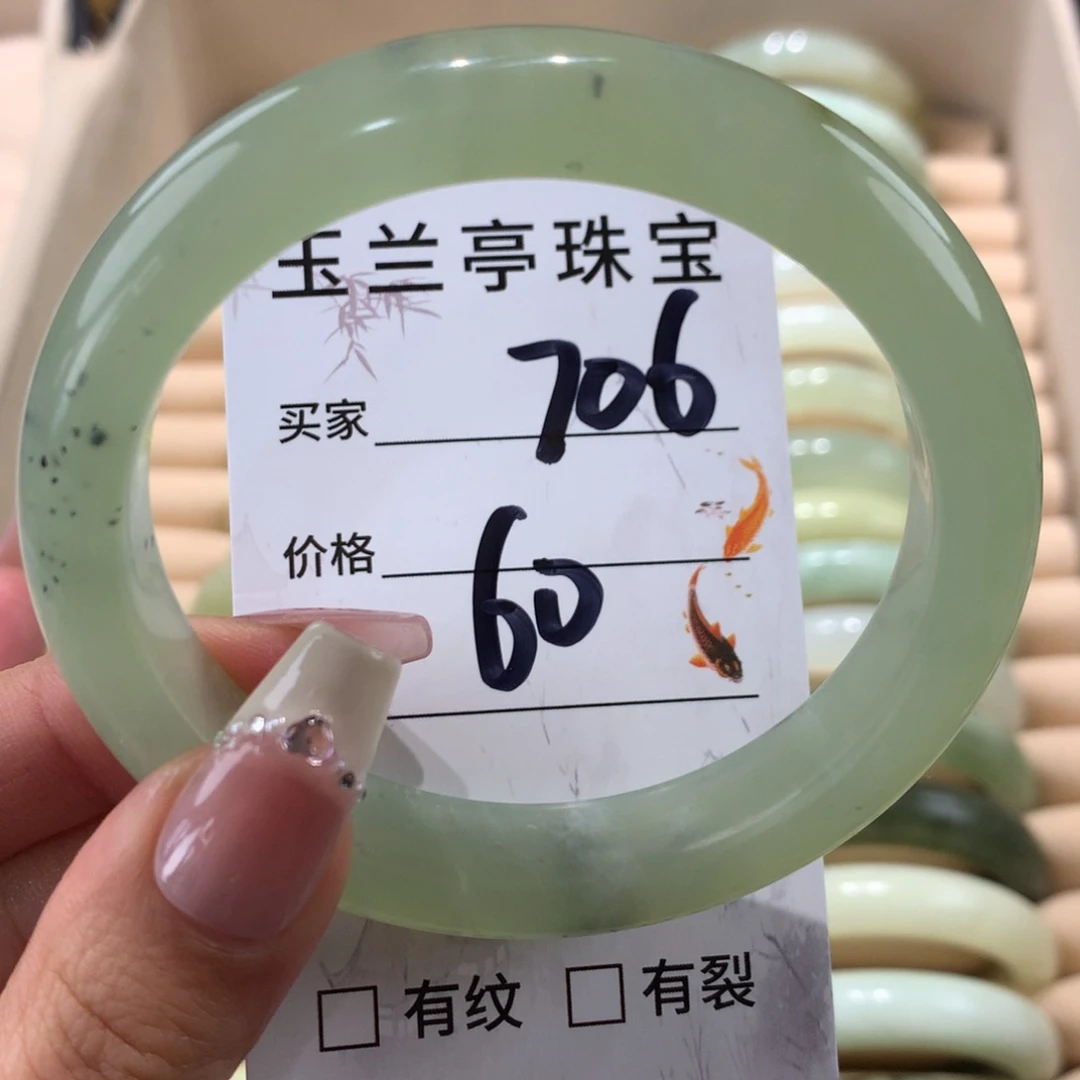 玉兰亭珠宝
买家 706
价格 60
□ 有纹 □ 有裂